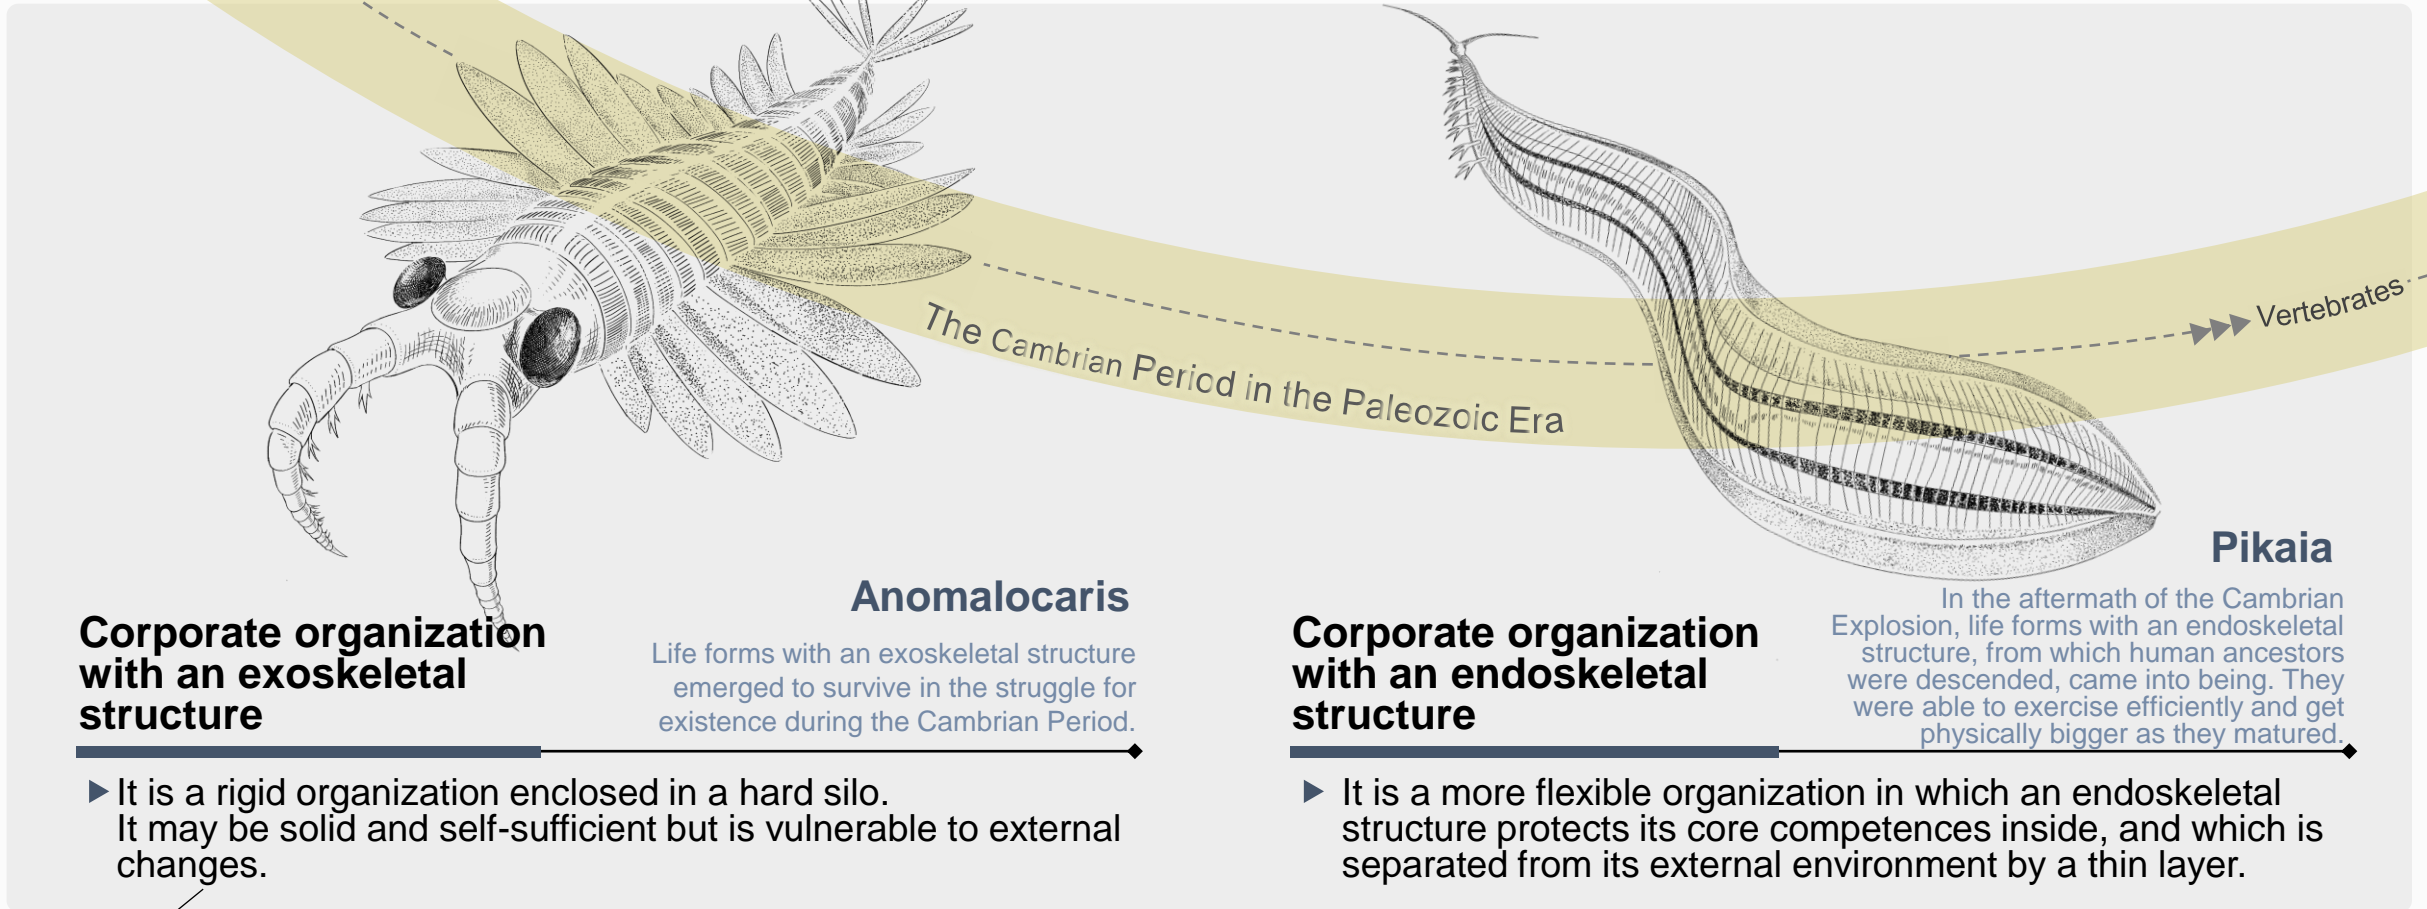 The Cambrian Period in the Paleozoic Era
Vertebrates
Anomalocaris
Corporate organization
with an exoskeletal
structure
Life forms with an exoskeletal structure
emerged to survive in the struggle for
existence during the Cambrian Period.
It is a rigid organization enclosed in a hard silo.
It may be solid and self-sufficient but is vulnerable to external
changes.
Pikaia
Corporate organization
with an endoskeletal
structure
In the aftermath of the Cambrian
Explosion, life forms with an endoskeletal
structure, from which human ancestors
were descended, came into being. They
were able to exercise efficiently and get
physically bigger as they matured.
It is a more flexible organization in which an endoskeletal
structure protects its core competences inside, and which is
separated from its external environment by a thin layer.